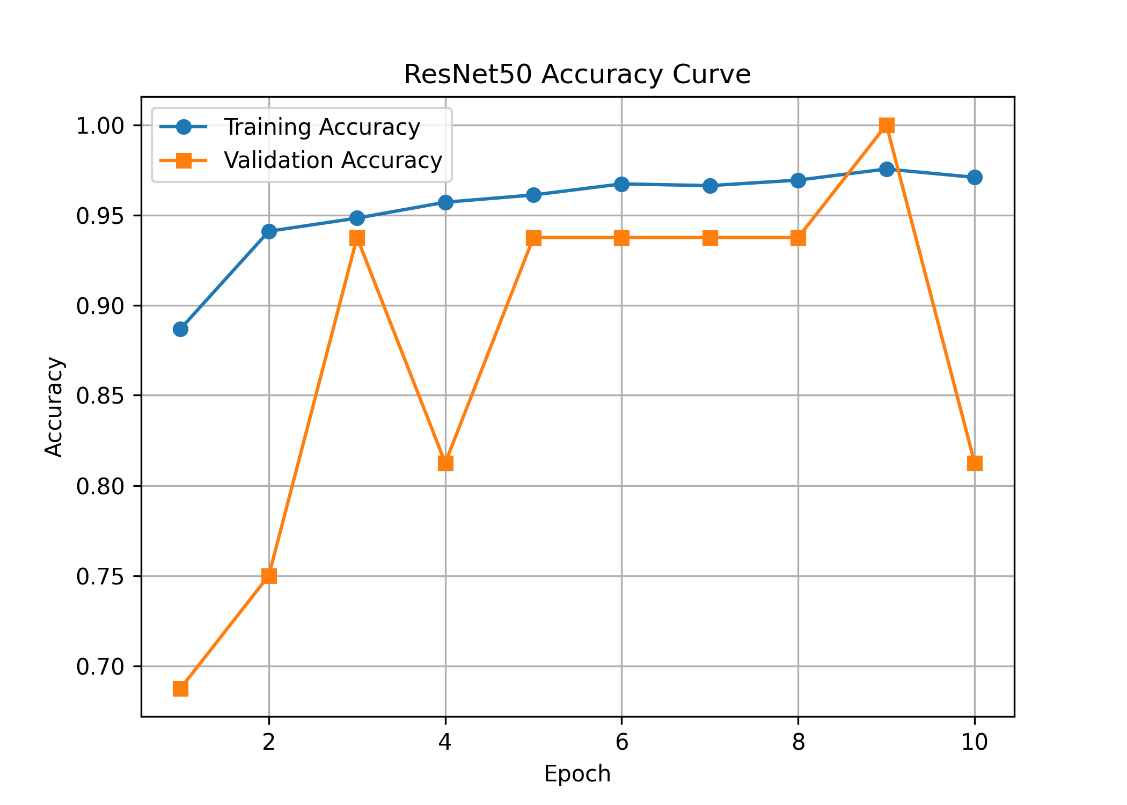 ResNet50 Accuracy Curve
Training Accuracy
Validation Accuracy
1.00
0.95
0.90
0.85
0.80
0.75
0.70
Accuracy
2 4 6 8 10
Epoch